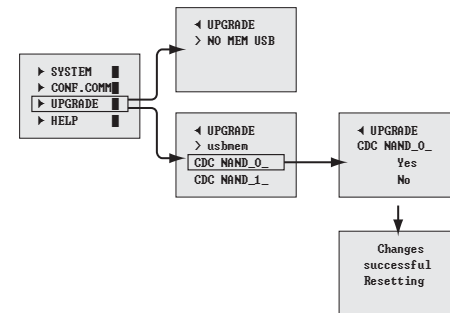 ◀ UPGRADE
> NO MEM USB
▶ SYSTEM
▶ CONF.COMM
▶ UPGRADE
▶ HELP
◀ UPGRADE
> usbmem
CDC NAND_0_
CDC NAND_1_
◀ UPGRADE
CDC NAND_0_
Yes
No
Changes
successful
Resetting